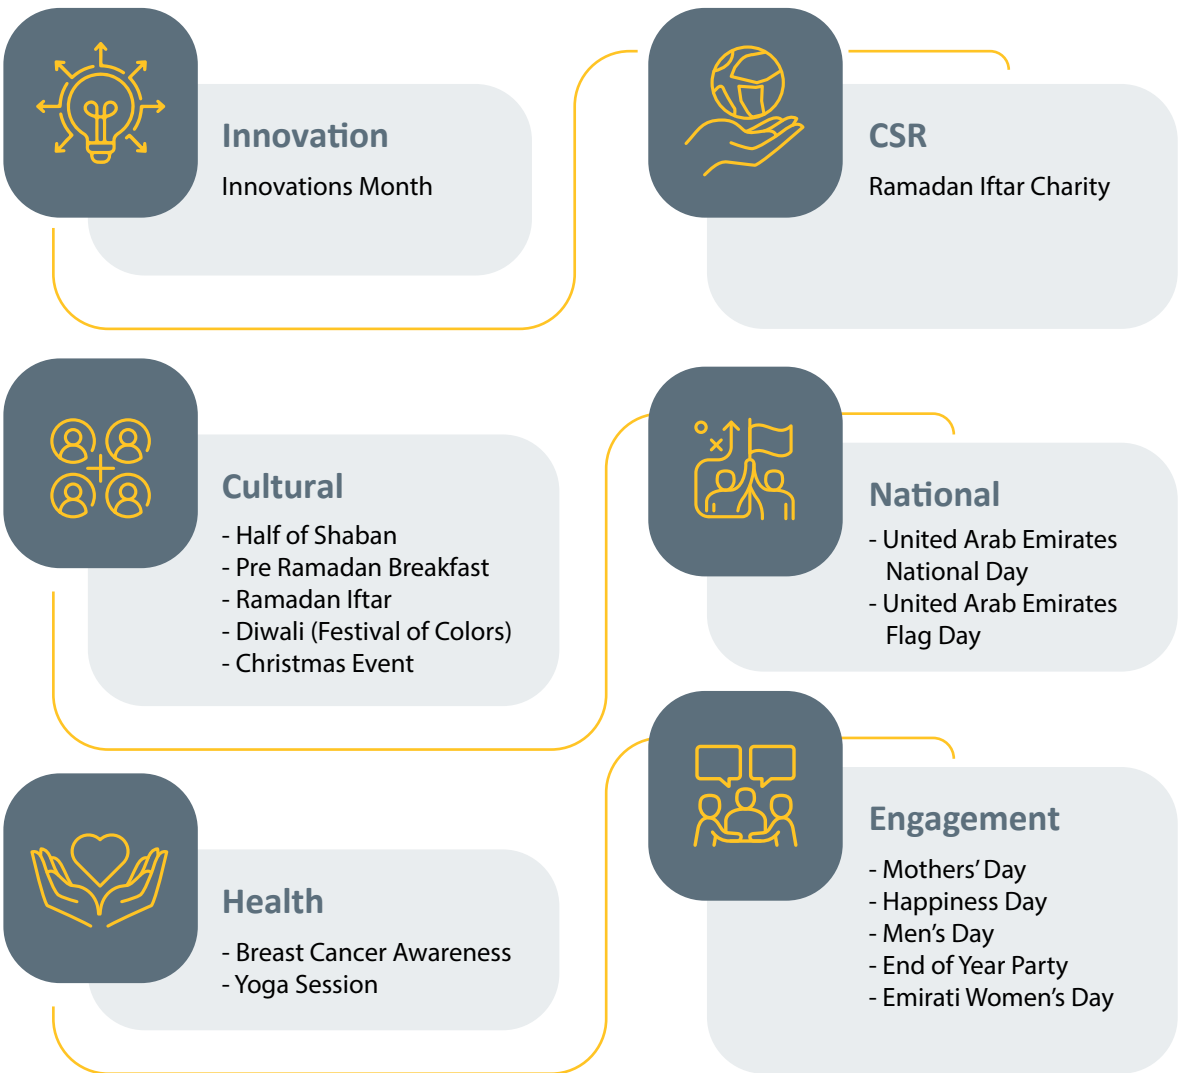 Innovation
Innovations Month
CSR
Ramadan Iftar Charity
Cultural
- Half of Shaban
- Pre Ramadan Breakfast
- Ramadan Iftar
- Diwali (Festival of Colors)
- Christmas Event
National
- United Arab Emirates
National Day
- United Arab Emirates
Flag Day
Health
- Breast Cancer Awareness
- Yoga Session
Engagement
- Mothers’ Day
- Happiness Day
- Men’s Day
- End of Year Party
- Emirati Women’s Day